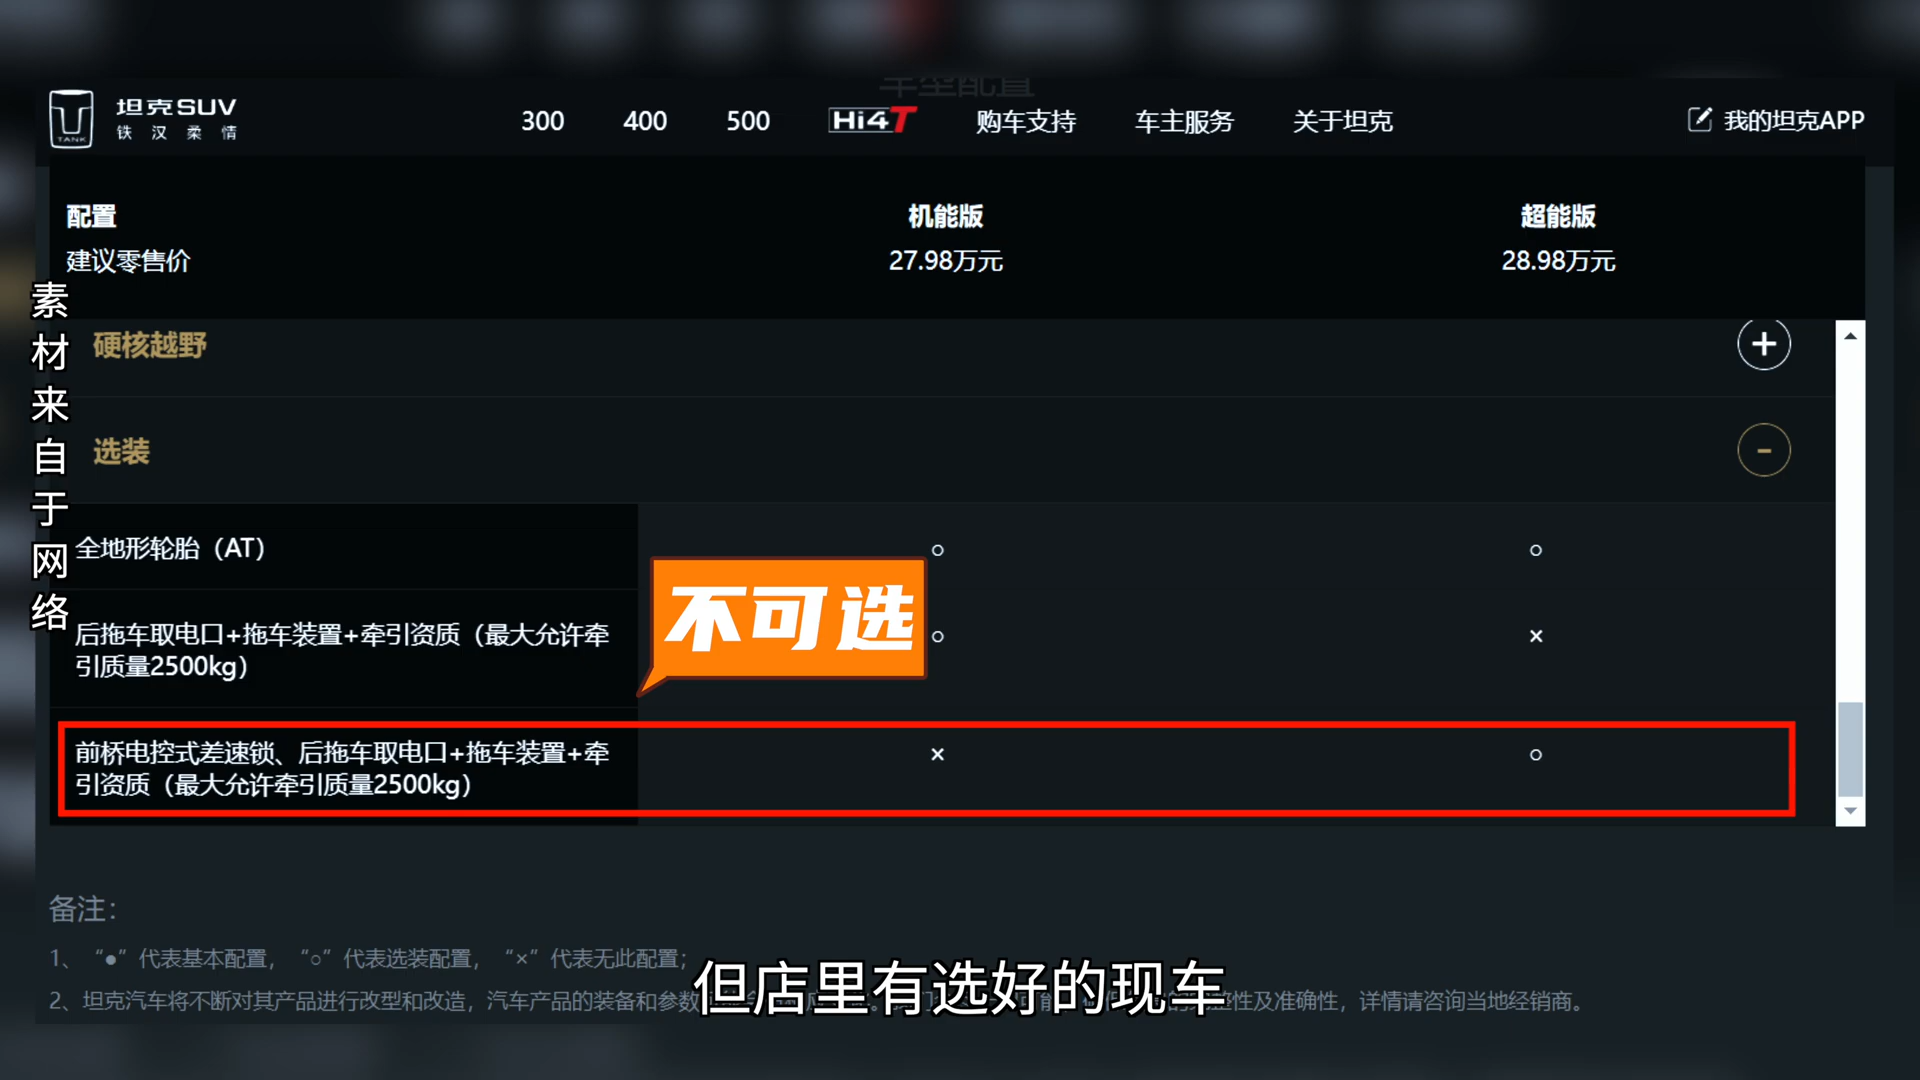 车型配置
坦克SUV
铁汉柔情
TANK
300
400
500
Hi4T
购车支持
车主服务
关于坦克
我的坦克APP
配置
机能版
超能版
建议零售价
27.98万元
28.98万元
素材来自于网络
硬核越野
选装
全地形轮胎（AT）
○
○
不可选
后拖车取电口+拖车装置+牵引资质（最大允许牵
引质量2500kg）
○
×
前桥电控式差速锁、后拖车取电口+拖车装置+牵
引资质（最大允许牵引质量2500kg）
×
○
备注：
1、“●”代表基本配置，“○”代表选装配置，“×”代表无此配置；
2、坦克汽车将不断对其产品进行改型和改造，汽车产品的装备和参数
整性及准确性，详情请咨询当地经销商。
但店里有选好的现车